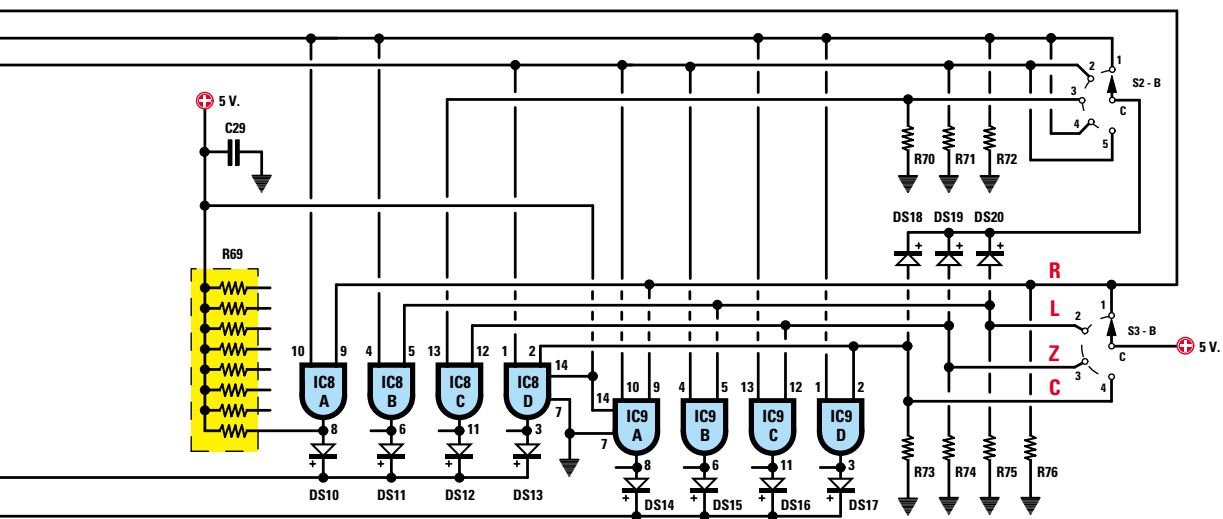 1
2
S2 - B
3
C
5 V.
4
5
C29
R70 R71 R72
DS18 DS19 DS20
R69
R
1
L
2
S3 - B
C
5 V.
Z
3
C
4
10 9 4 5 13 12 1 2
14
IC8 A
IC8 B
IC8 C
IC8 D
7
14
10 9 4 5 13 12 1 2
IC9 A
IC9 B
IC9 C
IC9 D
7
8 6 11 3
8 6 11 3
R73 R74 R75 R76
DS10 DS11 DS12 DS13
DS14 DS15 DS16 DS17